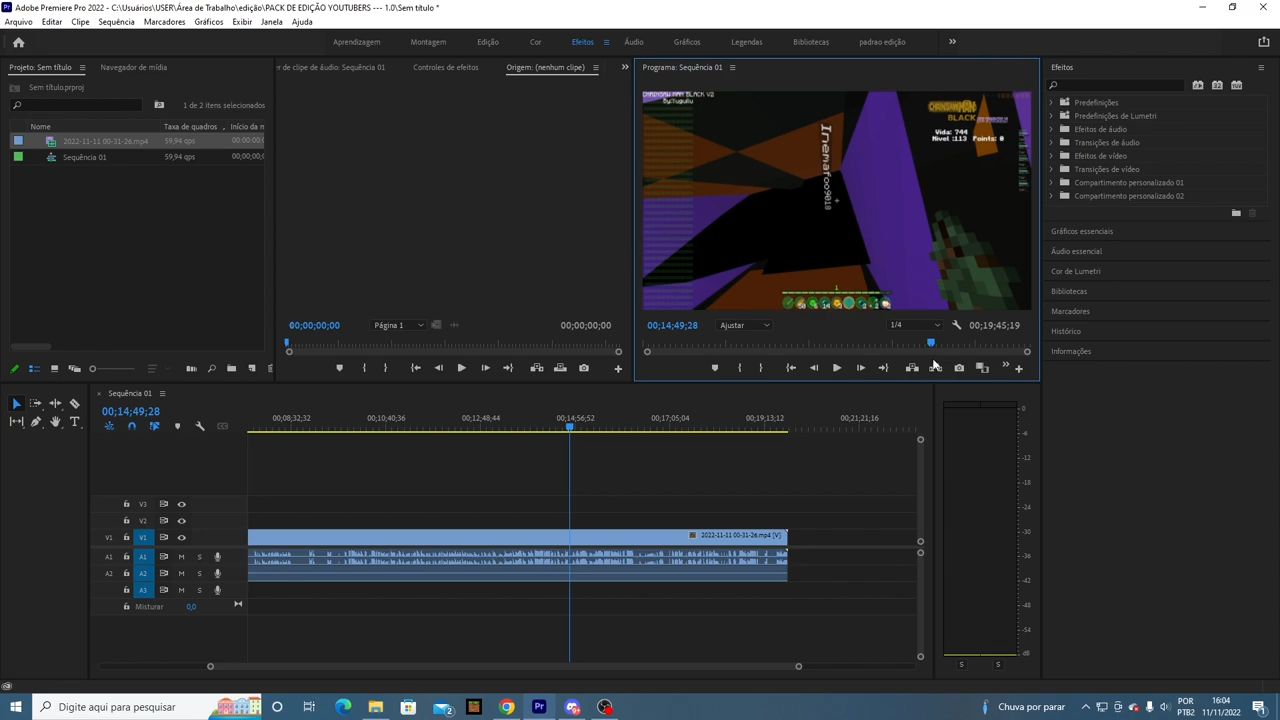 Adobe Premiere Pro 2022 - C:\Usuários\USER\Área de Trabalho\edição\PACK DE EDIÇÃO YOUTUBERS --- 1.0\Sem título *
Arquivo Editar Clipe Sequência Marcadores Gráficos Exibir Janela Ajuda
Aprendizagem Montagem Edição Cor Efeitos Áudio Gráficos Legendas Bibliotecas padrao edição
Projeto: Sem título Navegador de mídia
r de clipe de áudio: Sequência 01 Controles de efeitos Origem: (nenhum clipe)
Programa: Sequência 01
Efeitos
Sem título.prproj
1 de 2 itens selecionados
Nome Taxa de quadros Início da m
2022-11-11 00-31-26.mp4 59,94 qps 00:00:00:0
Sequência 01 59,94 qps 00;00;00;0
CHAINSAW MAN BLACK V2
By:Yuguiiu
CHAINSAWMAN
BLACK
Vida: 744
Nivel :113 Points: 0
Predefinições
Predefinições de Lumetri
Efeitos de áudio
Transições de áudio
Efeitos de vídeo
Transições de vídeo
Compartimento personalizado 01
Compartimento personalizado 02
Gráficos essenciais
Áudio essencial
Cor de Lumetri
Bibliotecas
Marcadores
Histórico
Informações
00;00;00;00 Página 1 00;00;00;00
00;14;49;28 Ajustar 1/4 00;19;45;19
Sequência 01
00;14;49;28
00;08;32;32 00;10;40;36 00;12;48;44 00;14;56;52 00;17;05;04 00;19;13;12 00;21;21;16
V3
V2
V1 V1
2022-11-11 00-31-26.mp4 [V]
A1 A1 M S
A2 A2 M S
A3 M S
Misturar 0,0
0
-6
-12
-18
-24
-30
-36
-42
-48
-54
dB
S S
Digite aqui para pesquisar
Chuva por parar
POR
PTB2
16:04
11/11/2022